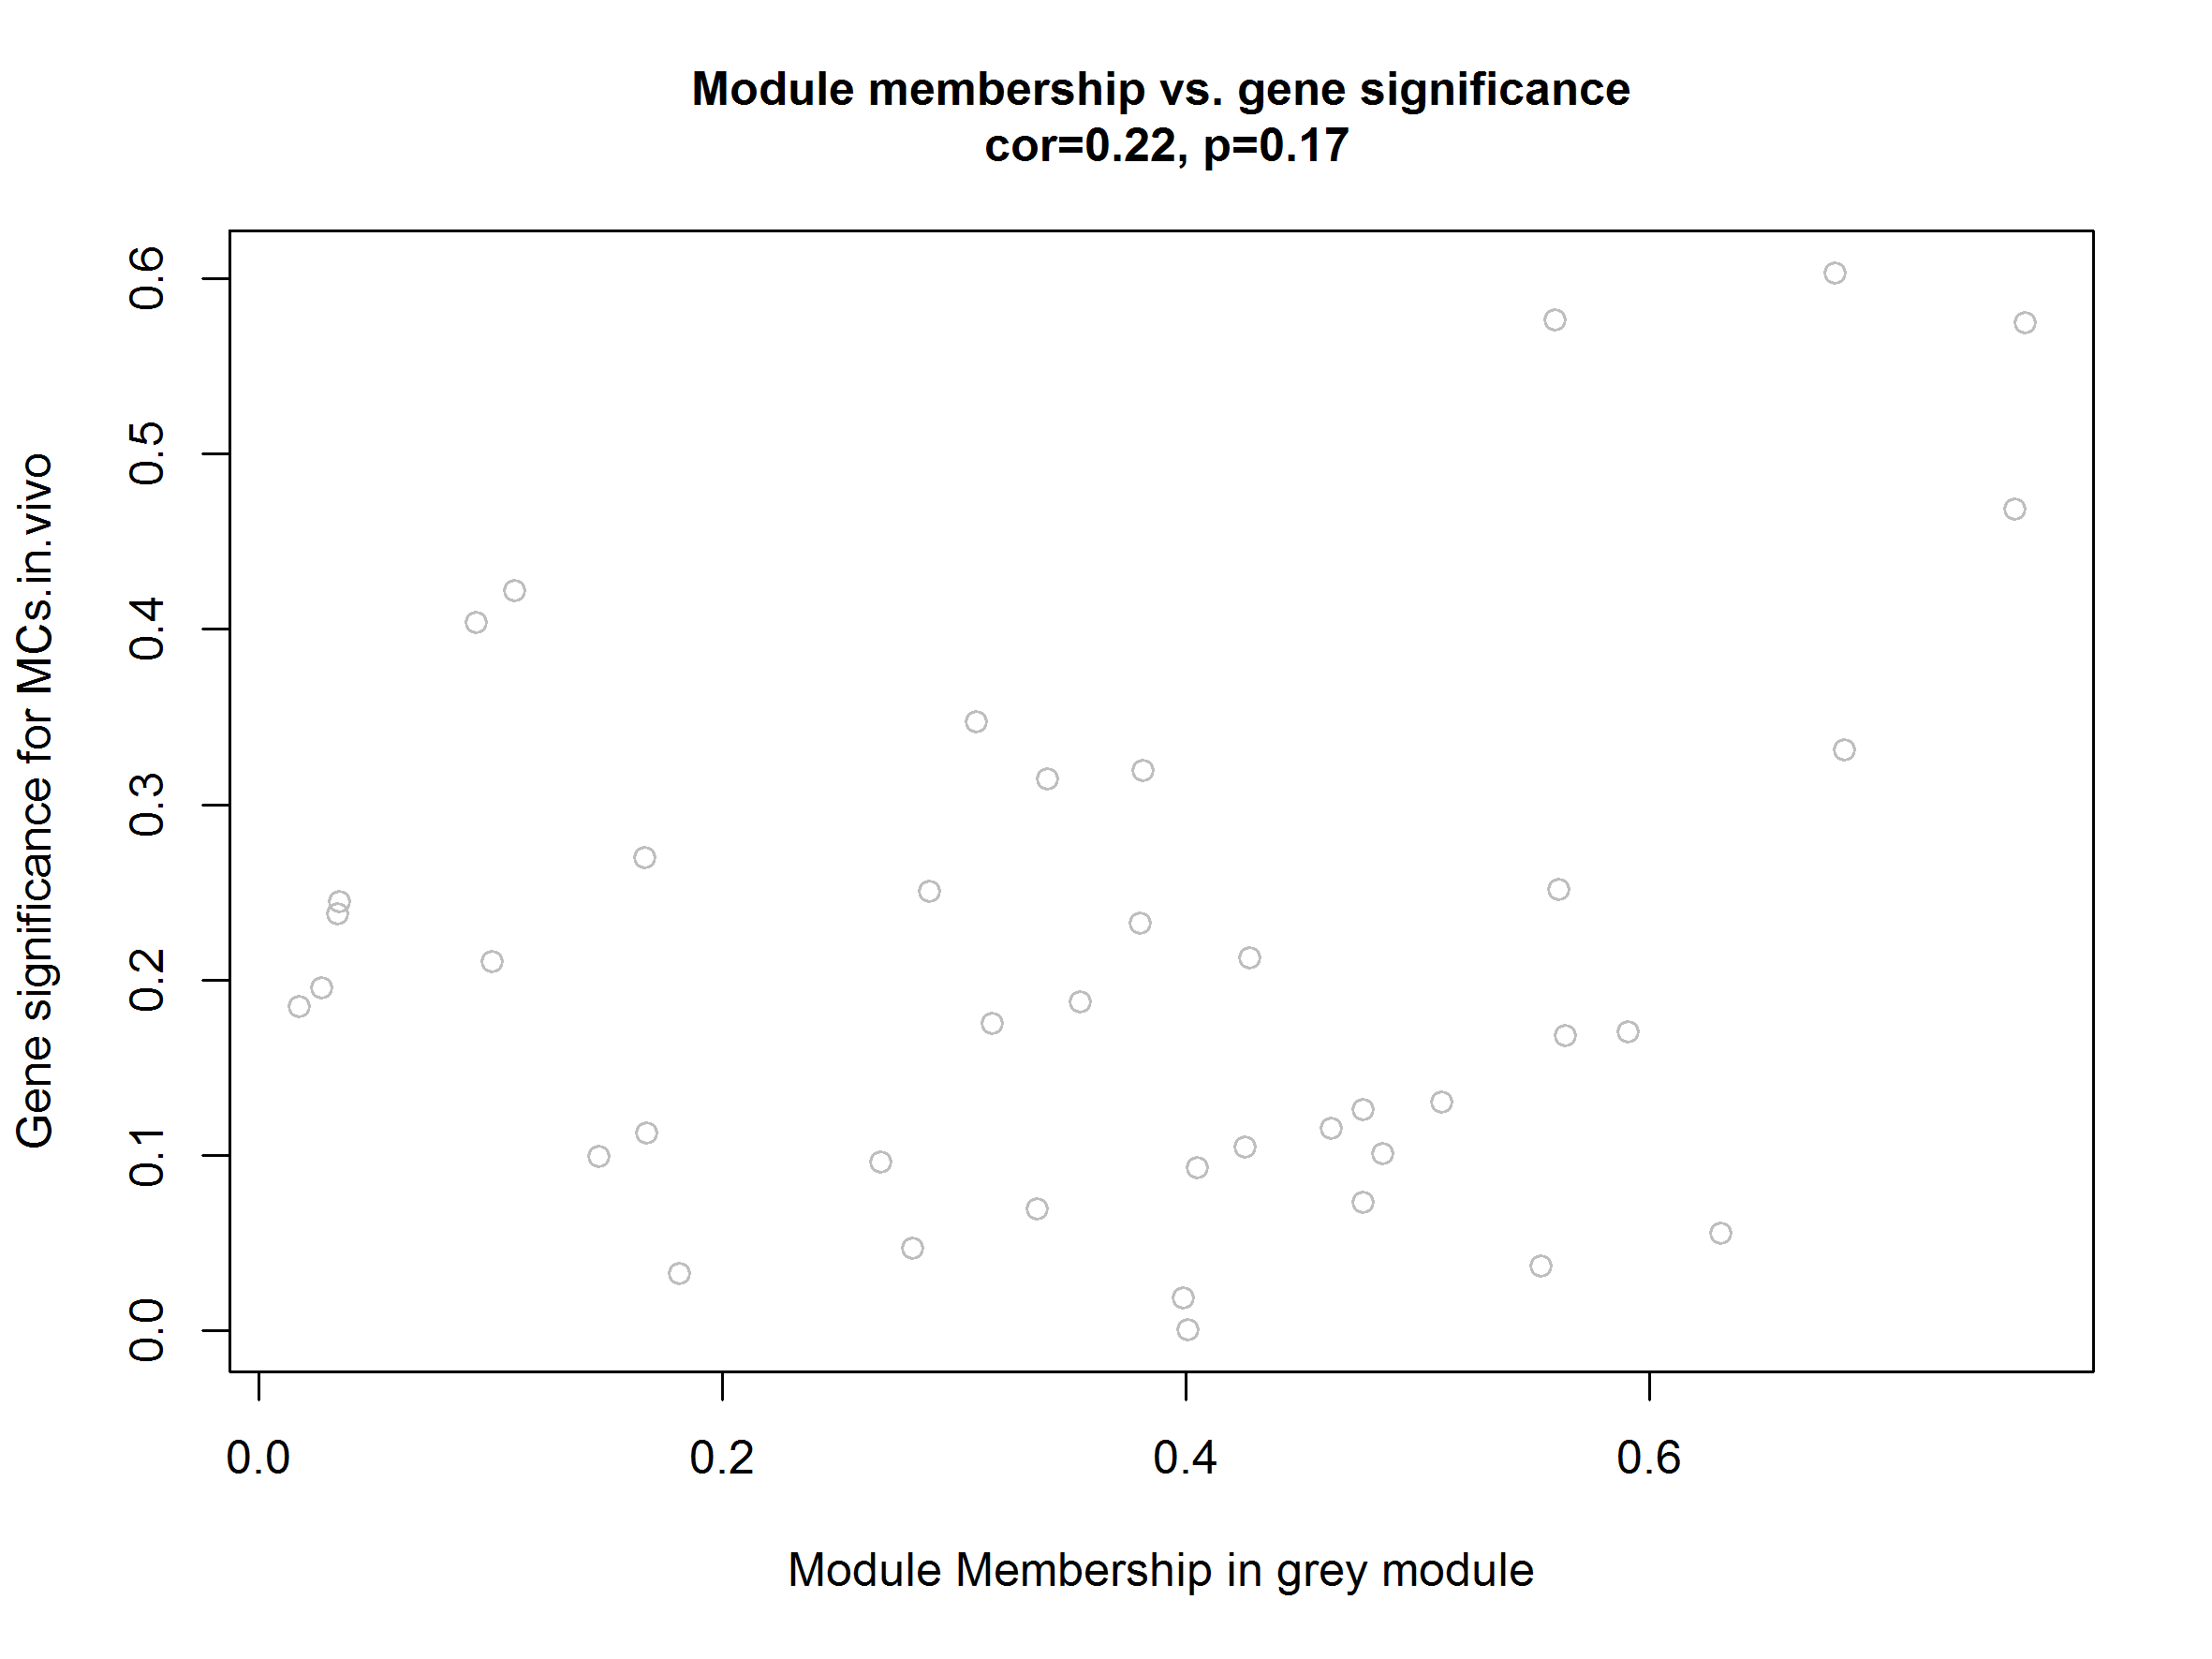 Module membership vs. gene significance
cor=0.22, p=0.17
Gene significance for MCs.in.vivo
0.6
0.5
0.4
0.3
0.2
0.1
0.0
0.0 0.2 0.4 0.6
Module Membership in grey module